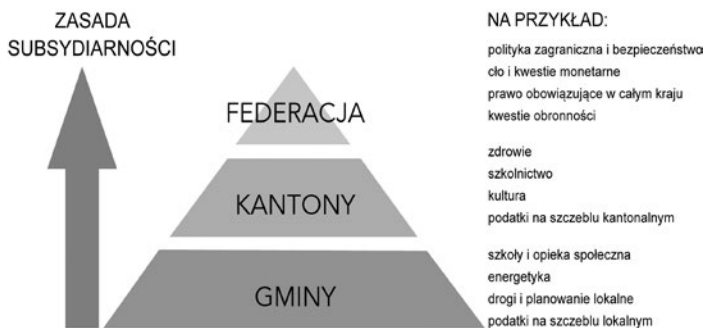 ZASADA
SUBSYDIARNOŚCI
FEDERACJA
KANTONY
GMINY
NA PRZYKŁAD:
polityka zagraniczna i bezpieczeństwo
cło i kwestie monetarne
prawo obowiązujące w całym kraju
kwestie obronności
zdrowie
szkolnictwo
kultura
podatki na szczeblu kantonalnym
szkoły i opieka społeczna
energetyka
drogi i planowanie lokalne
podatki na szczeblu lokalnym